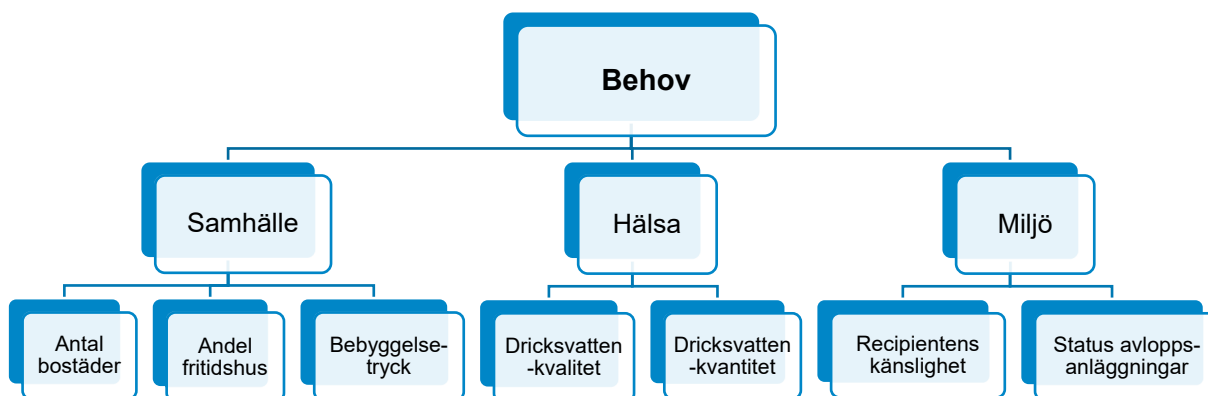 Behov
Samhälle
Hälsa
Miljö
Antal
bostäder
Andel
fritidshus
Bebyggelse-
tryck
Dricksvatten
-kvalitet
Dricksvatten
-kvantitet
Recipientens
känslighet
Status avlopps-
anläggningar